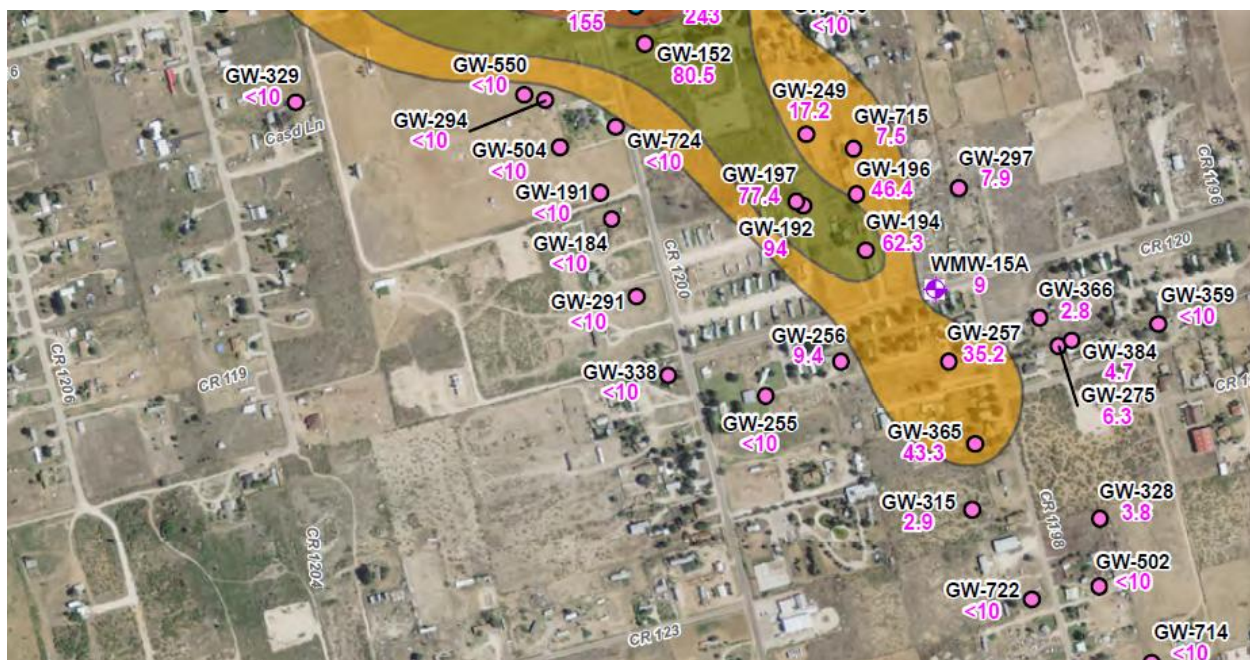 155
243
<10
GW-152
80.5
GW-550
<10
GW-329
<10
GW-249
17.2
GW-294
<10
GW-715
7.5
Casd Ln
GW-504
<10
GW-724
<10
GW-196
46.4
GW-297
7.9
CR 1196
GW-197
77.4
GW-191
<10
GW-192
94
GW-194
62.3
GW-184
<10
CR 120
CR 1200
WMW-15A
9
GW-291
<10
GW-366
2.8
GW-359
<10
GW-256
9.4
GW-257
35.2
GW-384
4.7
CR 1206
CR 119
GW-338
<10
GW-275
6.3
GW-255
<10
GW-365
43.3
GW-315
2.9
GW-328
3.8
CR 1198
CR 1204
GW-502
<10
GW-722
<10
CR 123
GW-714
<10